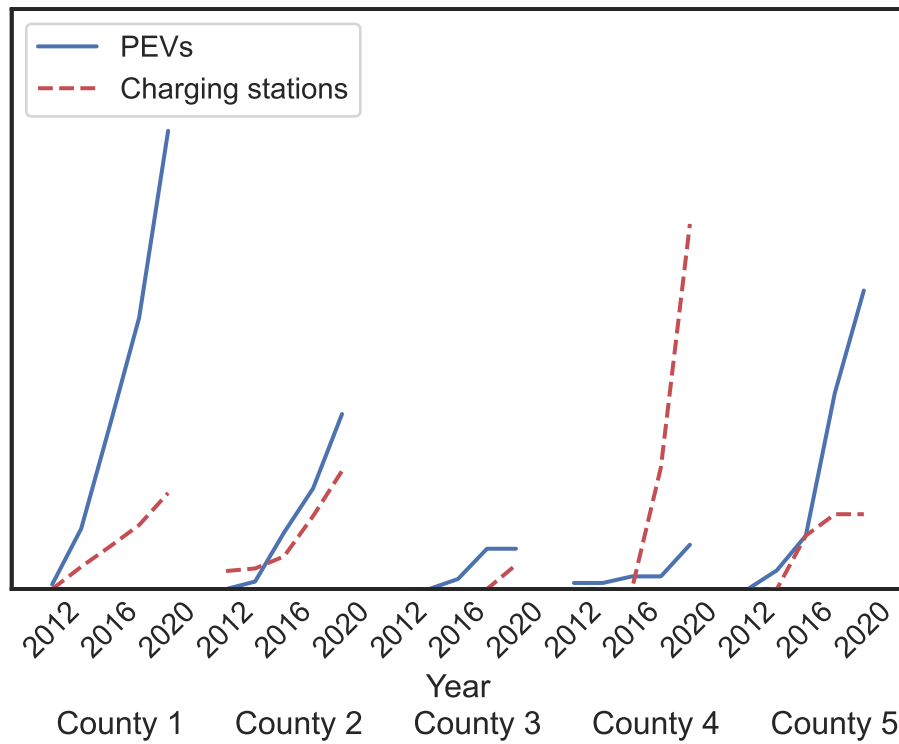 PEVs
Charging stations
2012 2016 2020 2012 2016 2020 2012 2016 2020 2012 2016 2020 2012 2016 2020
Year
County 1 County 2 County 3 County 4 County 5